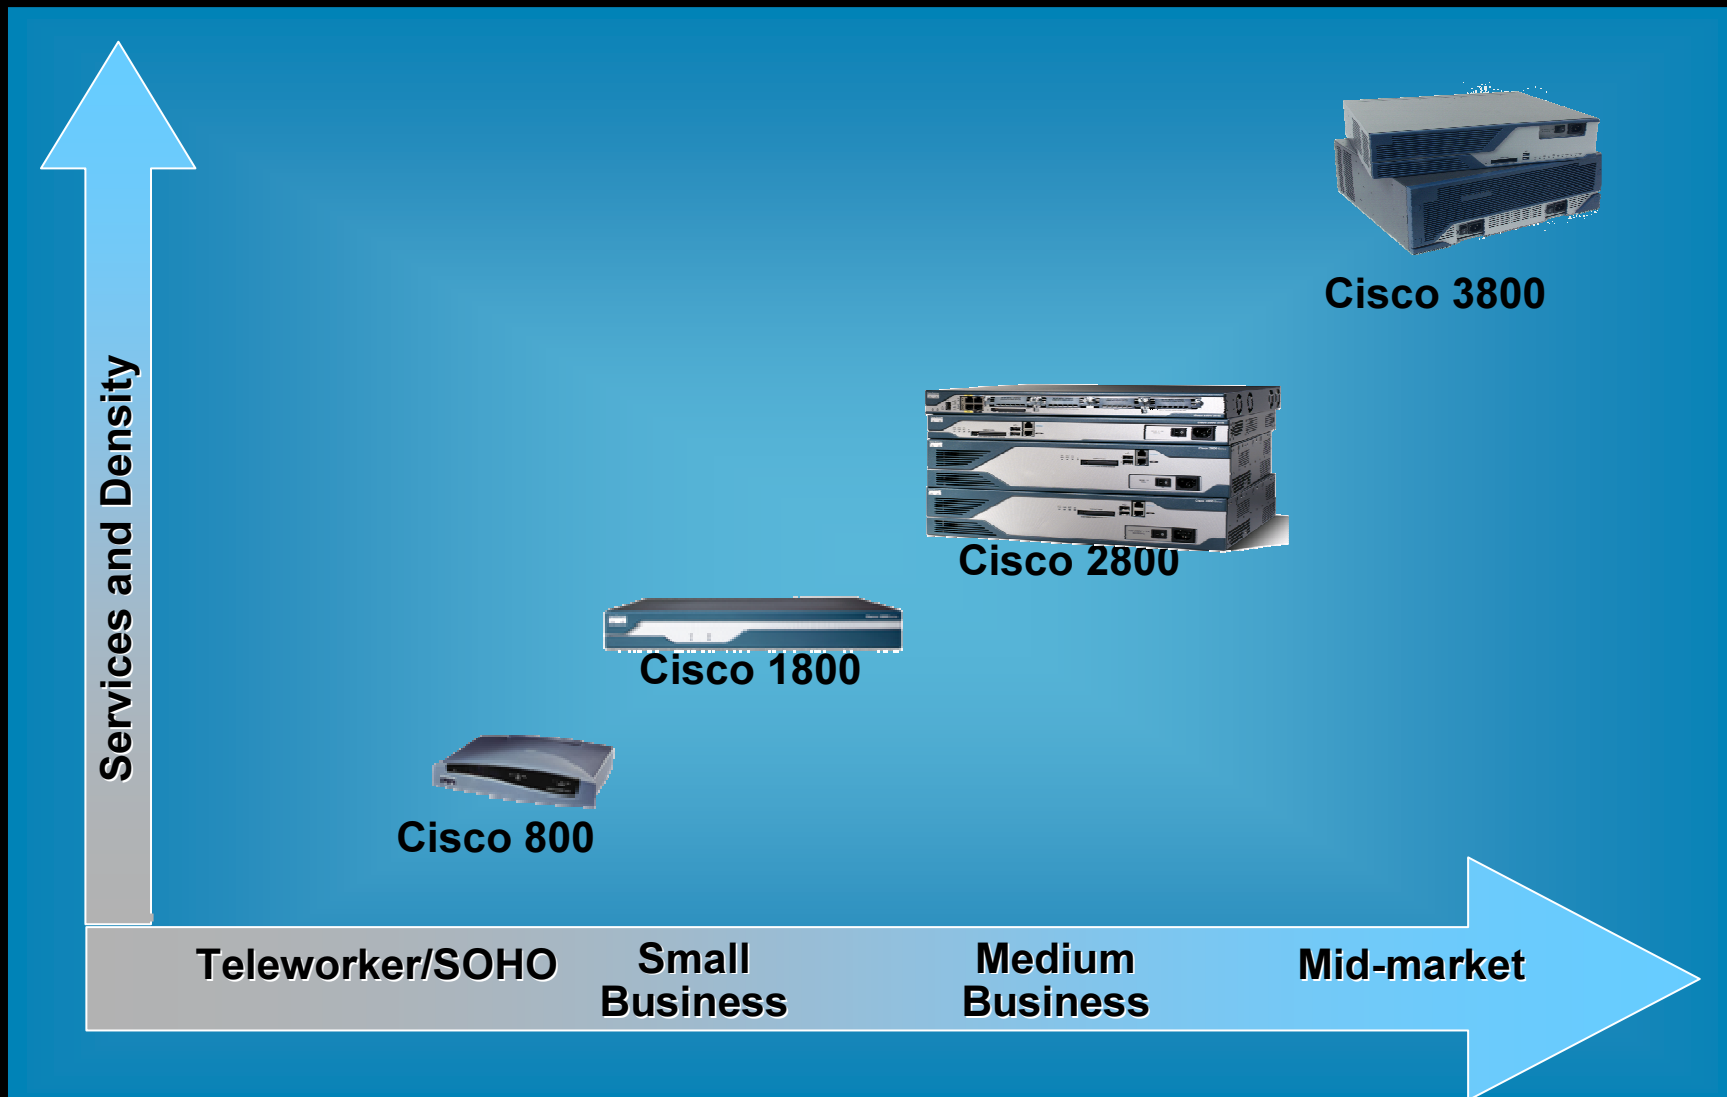 Cisco 3800
Services and Density
Cisco 2800
Cisco 1800
Cisco 800
Teleworker/SOHO
Small
Business
Medium
Business
Mid-market